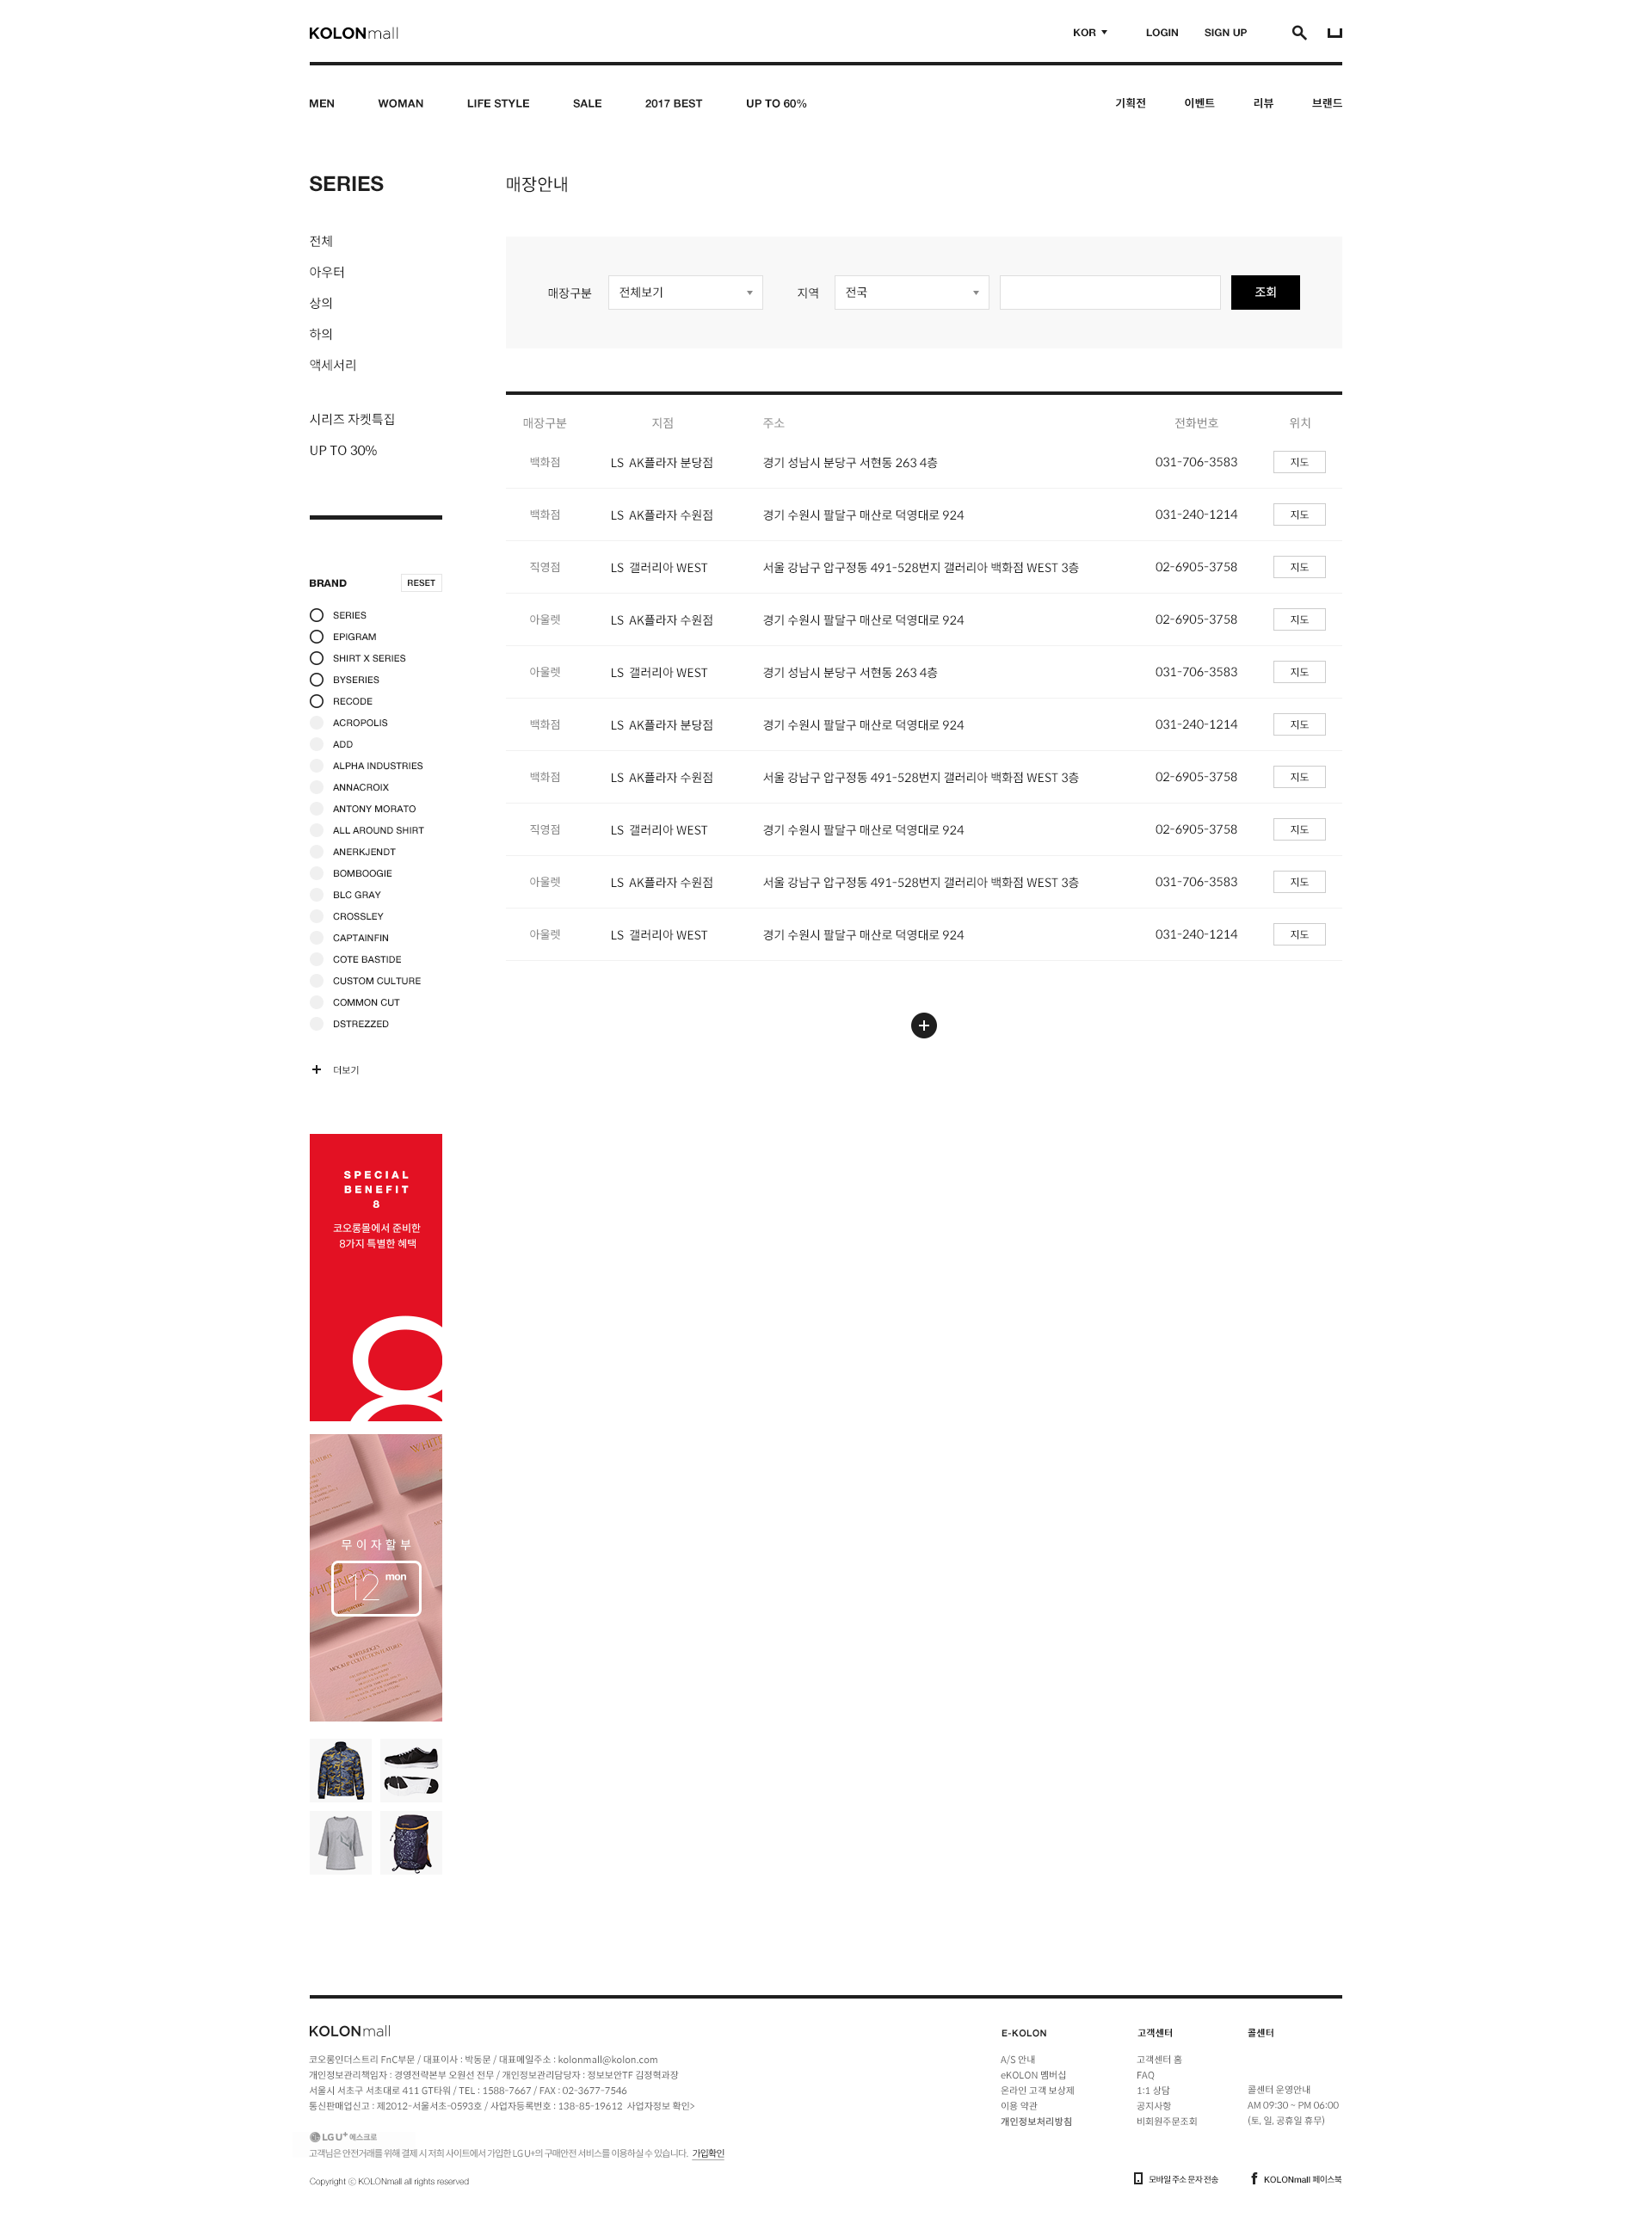 KOLONmall
KOR LOGIN SIGN UP
MEN WOMAN LIFE STYLE SALE 2017 BEST UP TO 60% 기획전 이벤트 리뷰 브랜드
SERIES
전체
아우터
상의
하의
액세서리
시리즈 자켓특집
UP TO 30%
BRAND RESET
SERIES
EPIGRAM
SHIRT X SERIES
BYSERIES
RECODE
ACROPOLIS
ADD
ALPHA INDUSTRIES
ANNACROIX
ANTONY MORATO
ALL AROUND SHIRT
ANERKJENDT
BOMBOOGIE
BLC GRAY
CROSSLEY
CAPTAINFIN
COTE BASTIDE
CUSTOM CULTURE
COMMON CUT
DSTREZZED
+ 더보기
SPECIAL
BENEFIT
8
코오롱몰에서 준비한
8가지 특별한 혜택
8
무이자할부
12 mon
매장안내
매장구분 전체보기 지역 전국 조회
매장구분 지점 주소 전화번호 위치
백화점 LS AK플라자 분당점 경기 성남시 분당구 서현동 263 4층 031-706-3583 지도
백화점 LS AK플라자 수원점 경기 수원시 팔달구 매산로 덕영대로 924 031-240-1214 지도
직영점 LS 갤러리아 WEST 서울 강남구 압구정동 491-528번지 갤러리아 백화점 WEST 3층 02-6905-3758 지도
아울렛 LS AK플라자 수원점 경기 수원시 팔달구 매산로 덕영대로 924 02-6905-3758 지도
아울렛 LS 갤러리아 WEST 경기 성남시 분당구 서현동 263 4층 031-706-3583 지도
백화점 LS AK플라자 분당점 경기 수원시 팔달구 매산로 덕영대로 924 031-240-1214 지도
백화점 LS AK플라자 수원점 서울 강남구 압구정동 491-528번지 갤러리아 백화점 WEST 3층 02-6905-3758 지도
직영점 LS 갤러리아 WEST 경기 수원시 팔달구 매산로 덕영대로 924 02-6905-3758 지도
아울렛 LS AK플라자 수원점 서울 강남구 압구정동 491-528번지 갤러리아 백화점 WEST 3층 031-706-3583 지도
아울렛 LS 갤러리아 WEST 경기 수원시 팔달구 매산로 덕영대로 924 031-240-1214 지도
KOLONmall
코오롱인더스트리 FnC부문 / 대표이사 : 박동문 / 대표메일주소 : kolonmall@kolon.com
개인정보관리책임자 : 경영전략본부 오원선 전무 / 개인정보관리담당자 : 정보보안TF 김정혁과장
서울시 서초구 서초대로 411 GT타워 / TEL : 1588-7667 / FAX : 02-3677-7546
통신판매업신고 : 제2012-서울서초-0593호 / 사업자등록번호 : 138-85-19612 사업자정보 확인>
LG U+ 에스크로
고객님은 안전거래를 위해 결제 시 저희 사이트에서 가입한 LG U+의 구매안전 서비스를 이용하실 수 있습니다. 가입확인
Copyright ⓒ KOLONmall all rights reserved
E-KOLON
A/S 안내
eKOLON 멤버십
온라인 고객 보상제
이용 약관
개인정보처리방침
고객센터
고객센터 홈
FAQ
1:1 상담
공지사항
비회원주문조회
콜센터
콜센터 운영안내
AM 09:30 ~ PM 06:00
(토, 일, 공휴일 휴무)
모바일 주소 문자 전송
f KOLONmall 페이스북